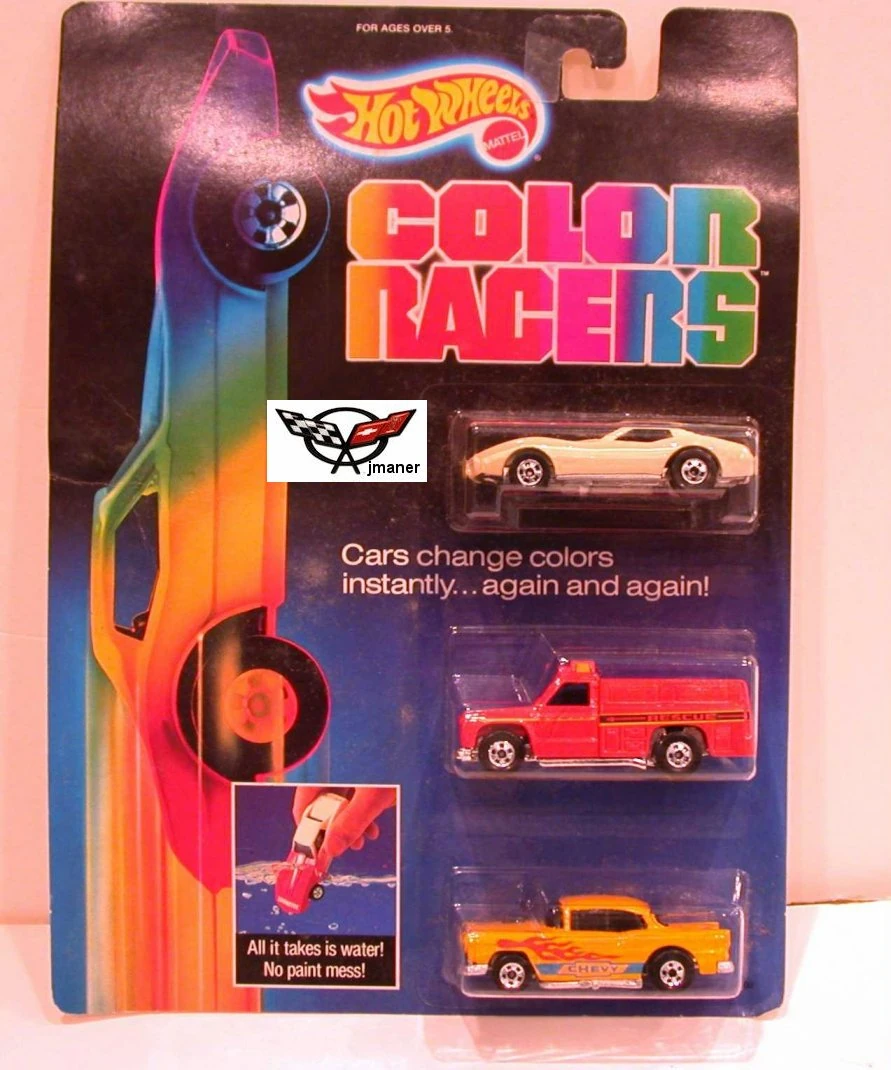 FOR AGES OVER 5.
HOT WHEELS
MATTEL
COLOR
RACERS™
jmaner
Cars change colors
instantly...again and again!
RESCUE
All it takes is water!
No paint mess!
CHEVY